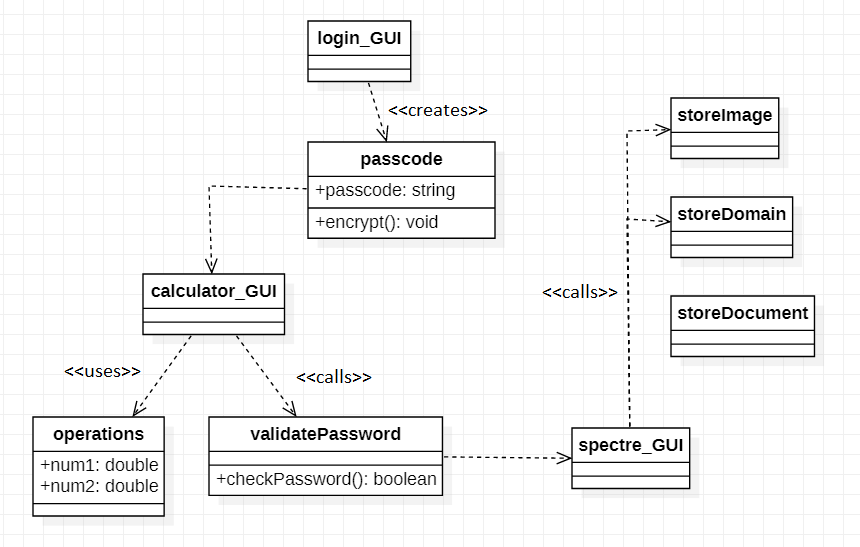 login_GUI
<<creates>>
passcode
+passcode: string
+encrypt(): void
storeImage
storeDomain
calculator_GUI
<<calls>>
storeDocument
<<uses>>
<<calls>>
operations
+num1: double
+num2: double
validatePassword
+checkPassword(): boolean
spectre_GUI